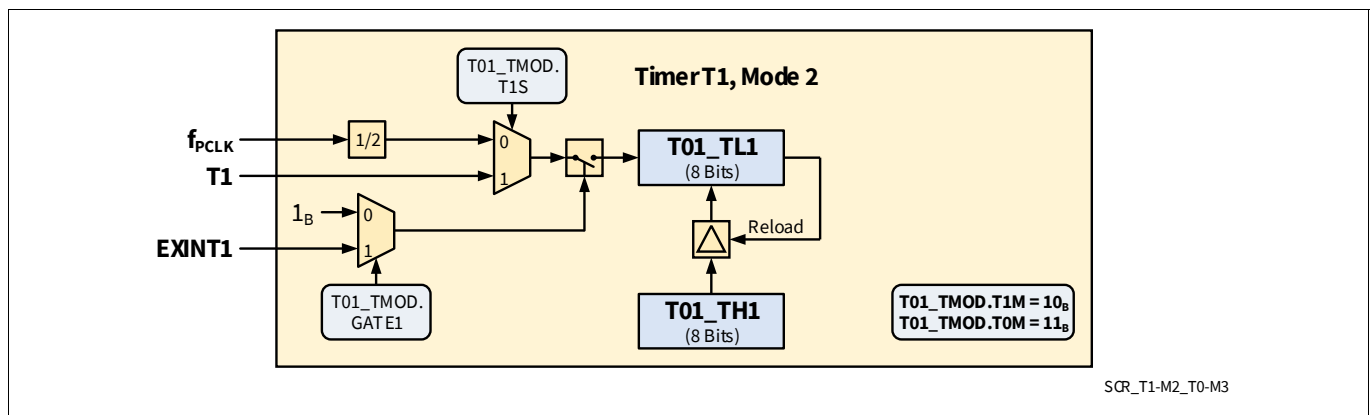 T01_TMOD.
T1S
Timer T1, Mode 2
fPCLK
1/2
0
T01_TL1
(8 Bits)
T1
1
1B
0
Reload
EXINT1
1
T01_TMOD.
GATE1
T01_TH1
(8 Bits)
T01_TMOD.T1M = 10B
T01_TMOD.T0M = 11B
SCR_T1-M2_T0-M3